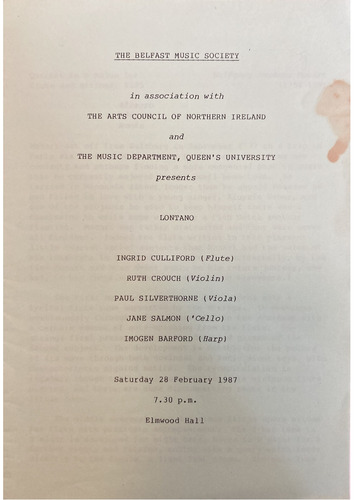 THE BELFAST MUSIC SOCIETY
in association with
THE ARTS COUNCIL OF NORTHERN IRELAND
and
THE MUSIC DEPARTMENT, QUEEN'S UNIVERSITY
presents
LONTANO
INGRID CULLIFORD (Flute)
RUTH CROUCH (Violin)
PAUL SILVERTHORNE (Viola)
JANE SALMON ('Cello)
IMOGEN BARFORD (Harp)
Saturday 28 February 1987
7.30 p.m.
Elmwood Hall